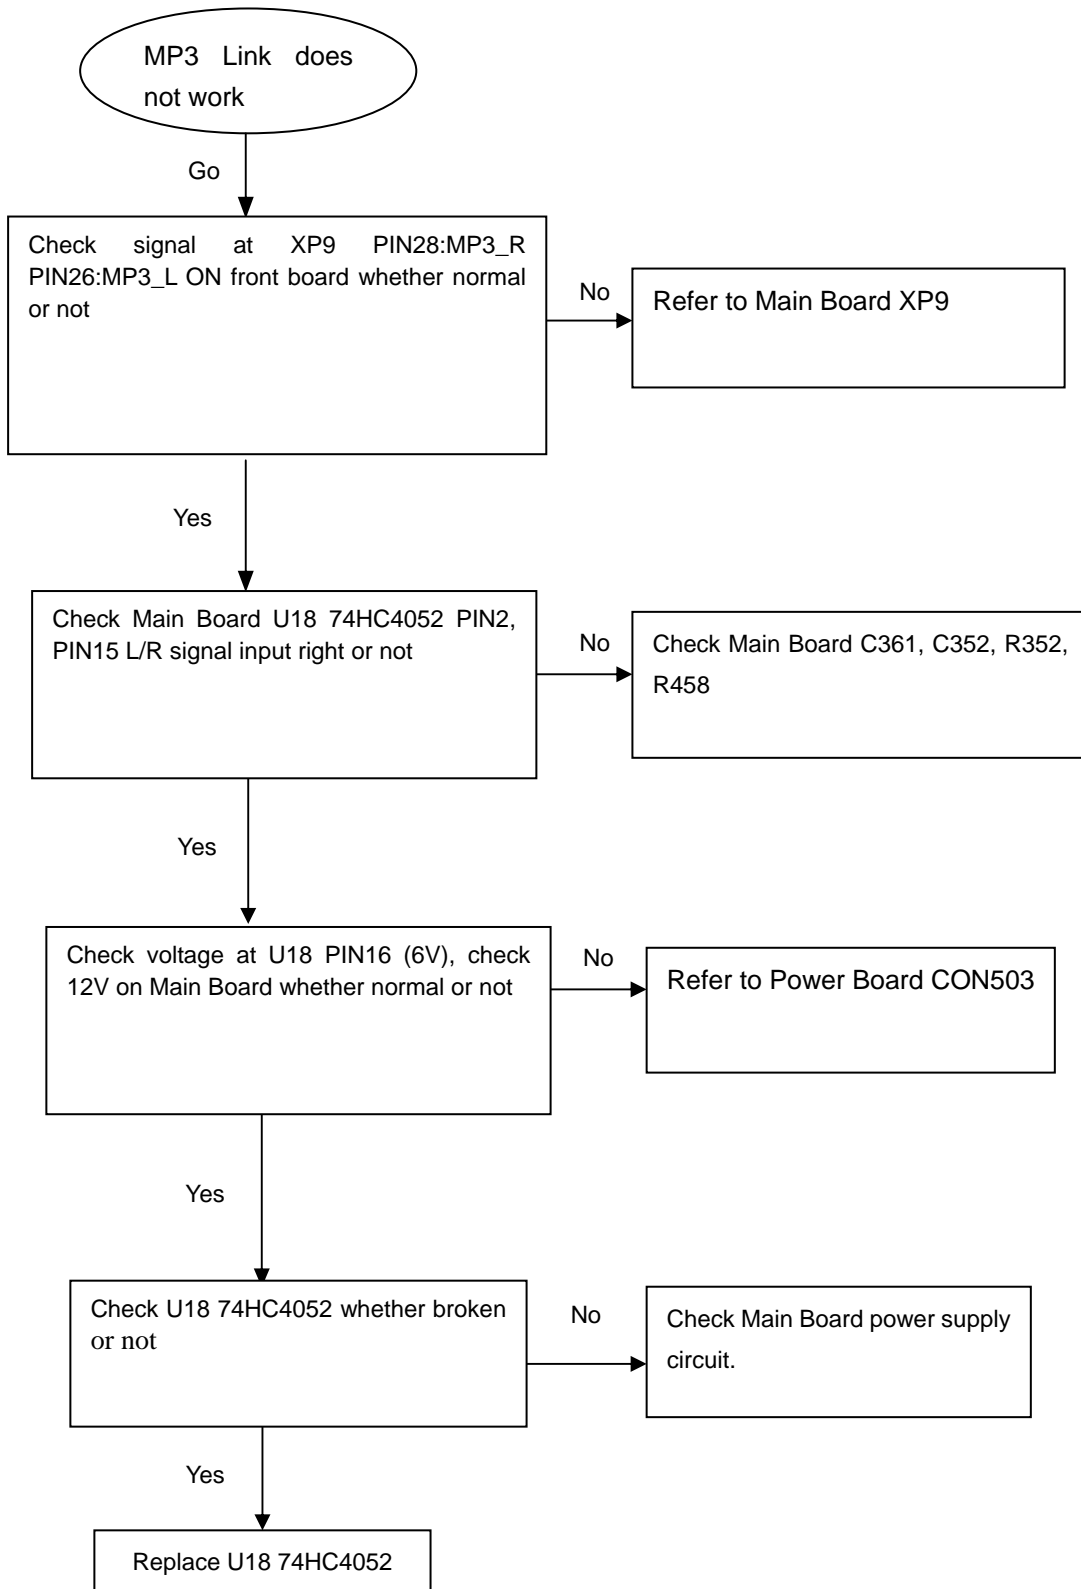 MP3 Link does
not work
Go
Check signal at XP9 PIN28:MP3_R
PIN26:MP3_L ON front board whether normal
or not
No
Refer to Main Board XP9
Yes
Check Main Board U18 74HC4052 PIN2,
PIN15 L/R signal input right or not
No
Check Main Board C361, C352, R352,
R458
Yes
Check voltage at U18 PIN16 (6V), check
12V on Main Board whether normal or not
No
Refer to Power Board CON503
Yes
Check U18 74HC4052 whether broken
or not
No
Check Main Board power supply
circuit.
Yes
Replace U18 74HC4052